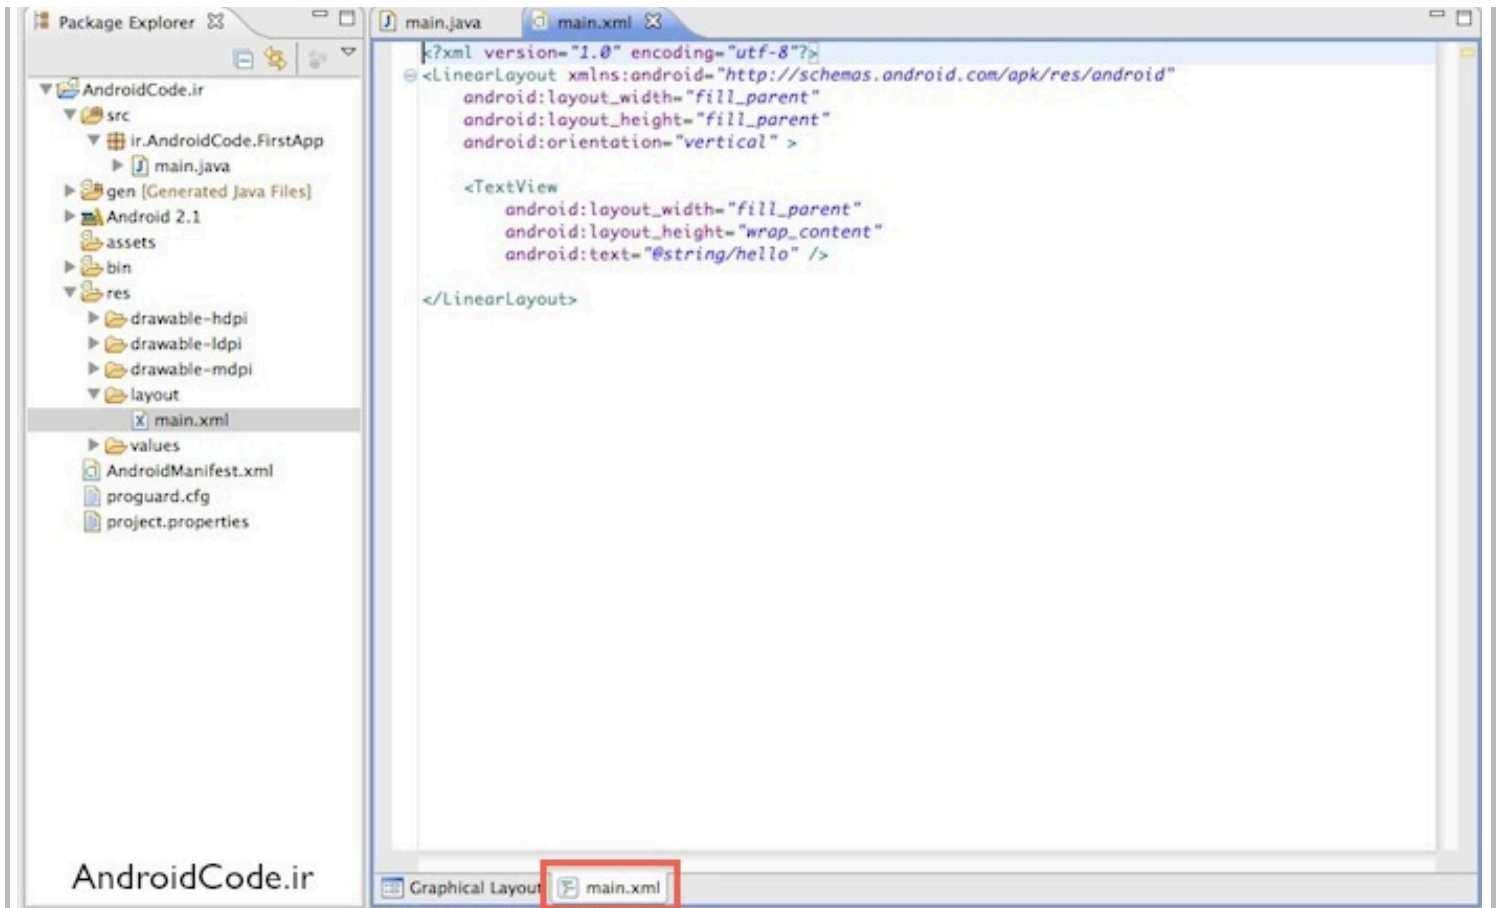 Package Explorer
main.java
main.xml
AndroidCode.ir
src
ir.AndroidCode.FirstApp
main.java
gen [Generated Java Files]
Android 2.1
assets
bin
res
drawable-hdpi
drawable-ldpi
drawable-mdpi
layout
main.xml
values
AndroidManifest.xml
proguard.cfg
project.properties
AndroidCode.ir
<?xml version="1.0" encoding="utf-8"?>
<LinearLayout xmlns:android="http://schemas.android.com/apk/res/android"
android:layout_width="fill_parent"
android:layout_height="fill_parent"
android:orientation="vertical" >
<TextView
android:layout_width="fill_parent"
android:layout_height="wrap_content"
android:text="@string/hello" />
</LinearLayout>
Graphical Layout
main.xml